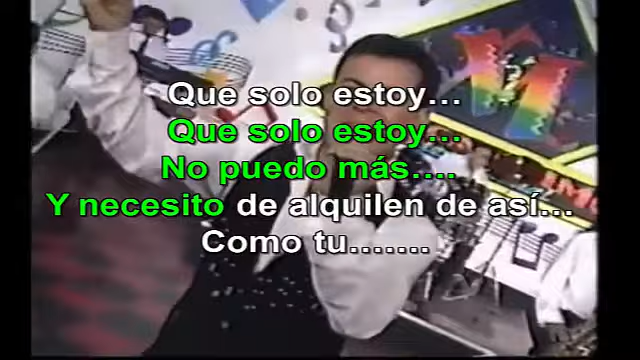 Que solo estoy...
Que solo estoy...
No puedo más....
Y necesito de alquilen de así...
Como tu.......